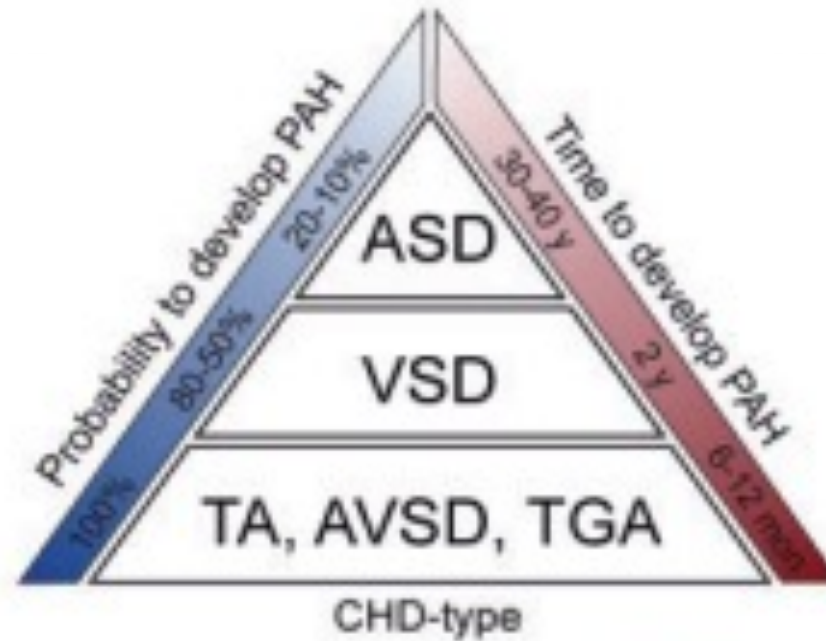 Probability to develop PAH
20-10%
80-50%
100%
ASD
VSD
TA, AVSD, TGA
Time to develop PAH
30-40 y
2 y
6-12 mon
CHD-type